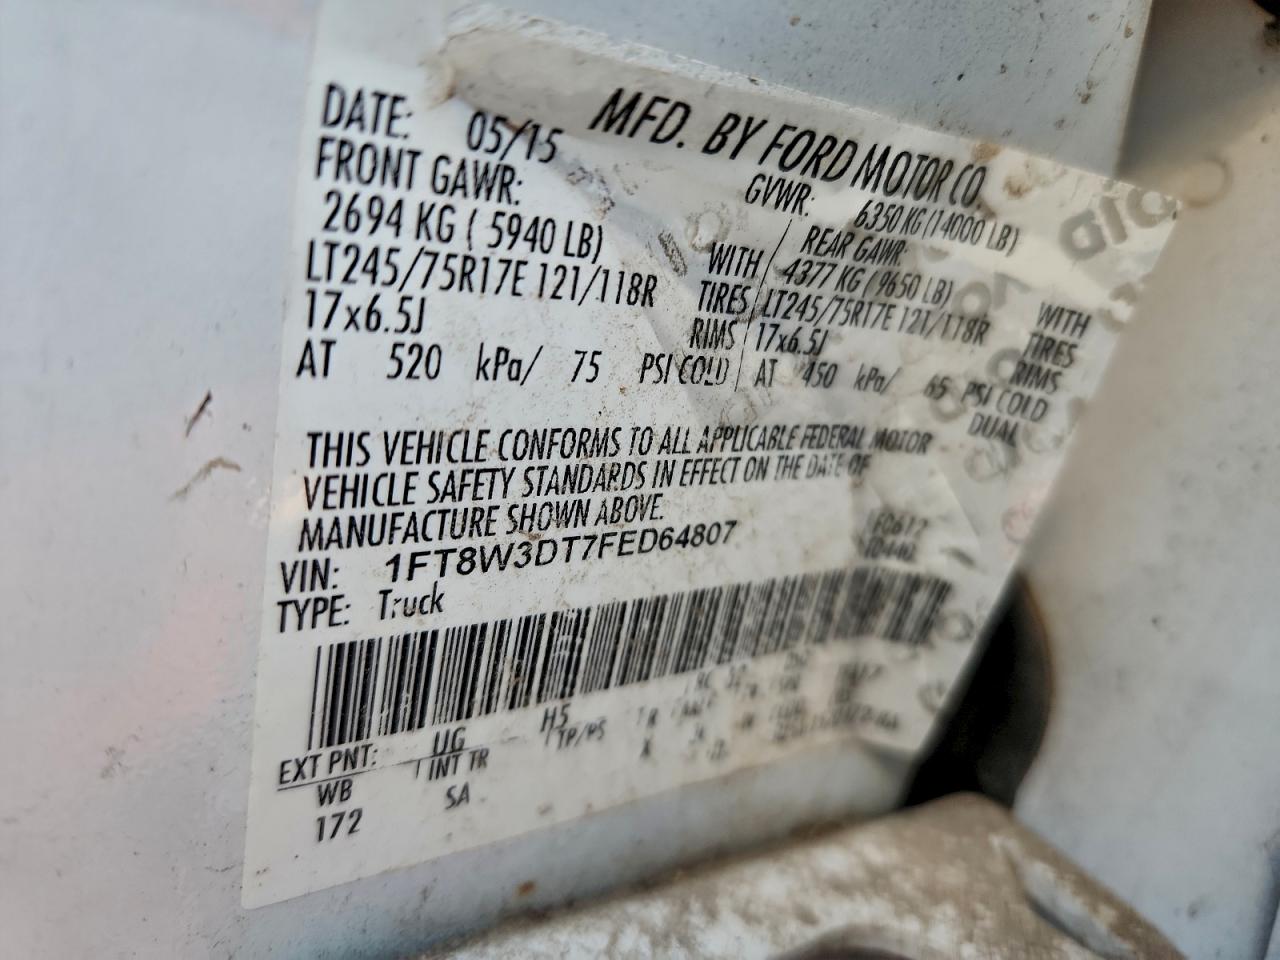 MFD. BY FORD MOTOR CO.
DATE: 05/15 GVWR: 6350 KG (14000 LB)
FRONT GAWR: REAR GAWR:
2694 KG ( 5940 LB) WITH 4377 KG ( 9650 LB) WITH
LT245/75R17E 121/118R TIRES LT245/75R17E 121/118R TIRES
17x6.5J RIMS 17x6.5J RIMS
AT 520 kPa/ 75 PSI COLD AT 450 kPa/ 65 PSI COLD
DUAL
THIS VEHICLE CONFORMS TO ALL APPLICABLE FEDERAL MOTOR
VEHICLE SAFETY STANDARDS IN EFFECT ON THE DATE OF
MANUFACTURE SHOWN ABOVE.
VIN: 1FT8W3DT7FED64807
TYPE: Truck
EXT PNT: UG H5
WB INT TR TP/PS
172 SA